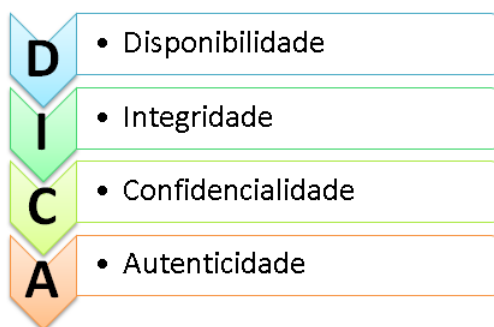 D
• Disponibilidade
I
• Integridade
C
• Confidencialidade
A
• Autenticidade